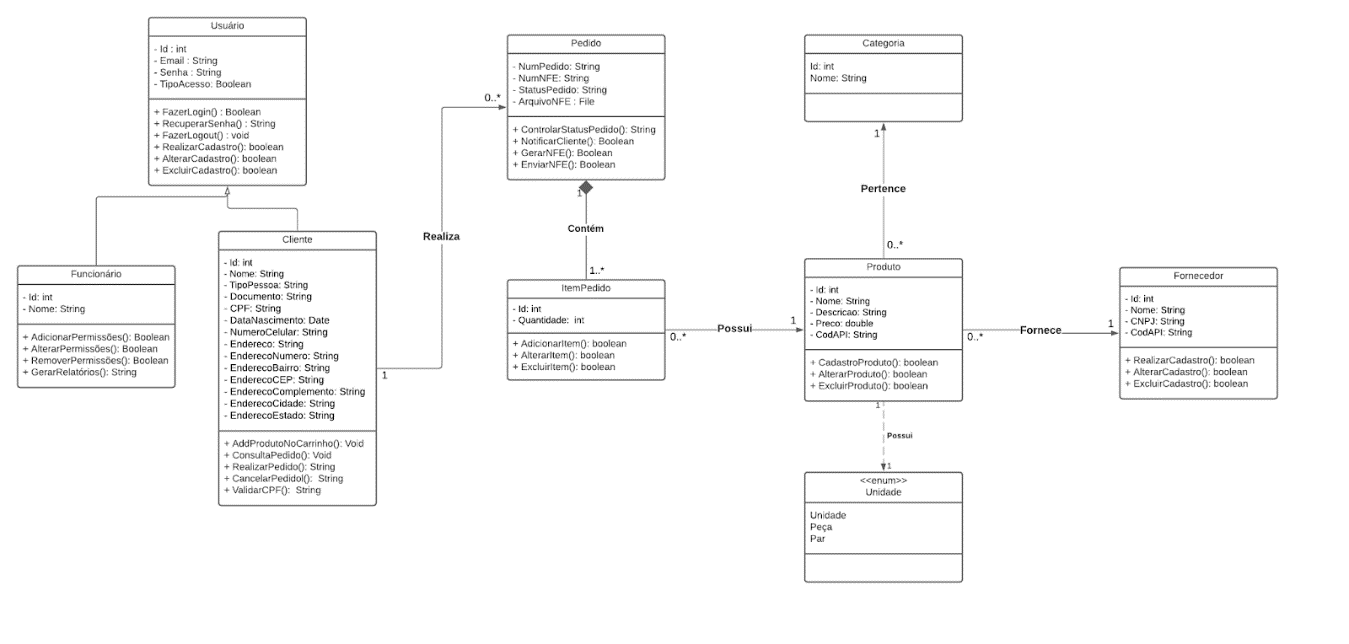 Usuário
- Id : int
- Email : String
- Senha : String
- TipoAcesso: Boolean
+ FazerLogin() : Boolean
+ RecuperarSenha() : String
+ FazerLogout() : void
+ RealizarCadastro(): boolean
+ AlterarCadastro(): boolean
+ ExcluirCadastro(): boolean
Funcionário
- Id: int
- Nome: String
+ AdicionarPermissões(): Boolean
+ AlterarPermissões(): Boolean
+ RemoverPermissões(): Boolean
+ GerarRelatórios(): String
Cliente
- Id: int
- Nome: String
- TipoPessoa: String
- Documento: String
- CPF: String
- DataNascimento: Date
- NumeroCelular: String
- Endereco: String
- EnderecoNumero: String
- EnderecoBairro: String
- EnderecoCEP: String
- EnderecoComplemento: String
- EnderecoCidade: String
- EnderecoEstado: String
+ AddProdutoNoCarrinho(): Void
+ ConsultaPedido(): Void
+ RealizarPedido(): String
+ CancelarPedidol(): String
+ ValidarCPF(): String
1
Realiza
0..*
Pedido
- NumPedido: String
- NumNFE: String
- StatusPedido: String
- ArquivoNFE : File
+ ControlarStatusPedido(): String
+ NotificarCliente(): Boolean
+ GerarNFE(): Boolean
+ EnviarNFE(): Boolean
1
Contém
1..*
ItemPedido
- Id: int
- Quantidade: int
+ AdicionarItem(): boolean
+ AlterarItem(): boolean
+ ExcluirItem(): boolean
0..*
Possui
1
Categoria
Id: int
Nome: String
1
Pertence
0..*
Produto
- Id: int
- Nome: String
- Descricao: String
- Preco: double
- CodAPI: String
+ CadastroProduto(): boolean
+ AlterarProduto(): boolean
+ ExcluirProduto(): boolean
0..*
Fornece
1
Fornecedor
- Id: int
- Nome: String
- CNPJ: String
- CodAPI: String
+ RealizarCadastro(): boolean
+ AlterarCadastro(): boolean
+ ExcluirCadastro(): boolean
1
Possui
1
<<enum>>
Unidade
Unidade
Peça
Par